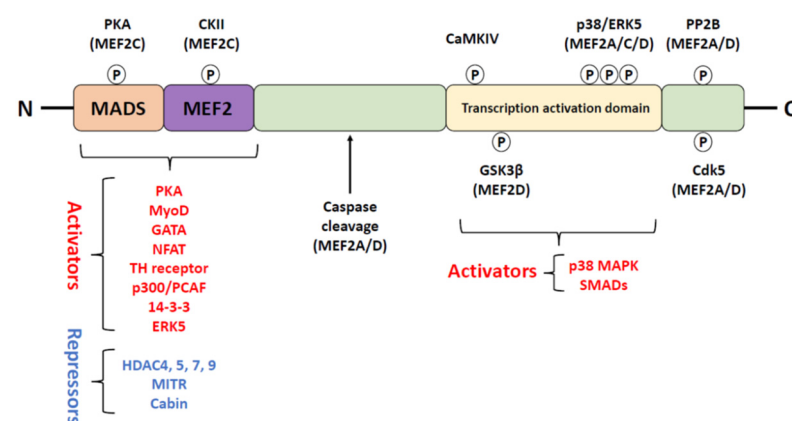 PKA
(MEF2C)
CKII
(MEF2C)
CaMKIV
p38/ERK5
(MEF2A/C/D)
PP2B
(MEF2A/D)
P
P
P
P P P
P
N
MADS
MEF2
Transcription activation domain
C
P
P
GSK3β
(MEF2D)
Cdk5
(MEF2A/D)
Caspase
cleavage
(MEF2A/D)
Activators
PKA
MyoD
GATA
NFAT
TH receptor
p300/PCAF
14-3-3
ERK5
Activators
p38 MAPK
SMADs
Repressors
HDAC4, 5, 7, 9
MITR
Cabin